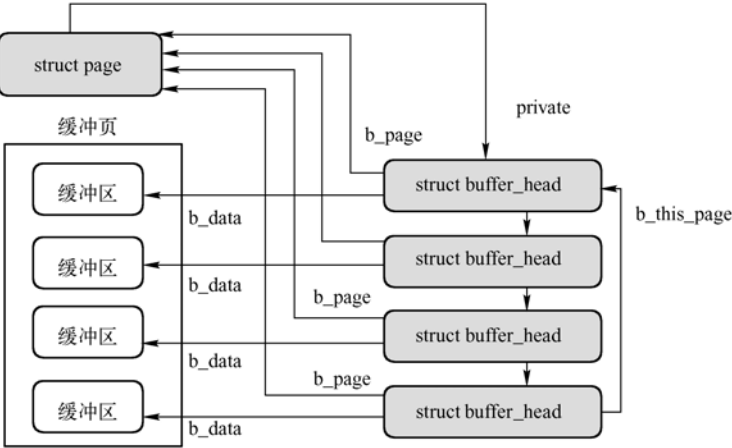 struct page
private
缓冲页
b_page
缓冲区
struct buffer_head
b_data
b_this_page
缓冲区
struct buffer_head
b_data
b_page
缓冲区
struct buffer_head
b_data
b_page
缓冲区
struct buffer_head
b_data